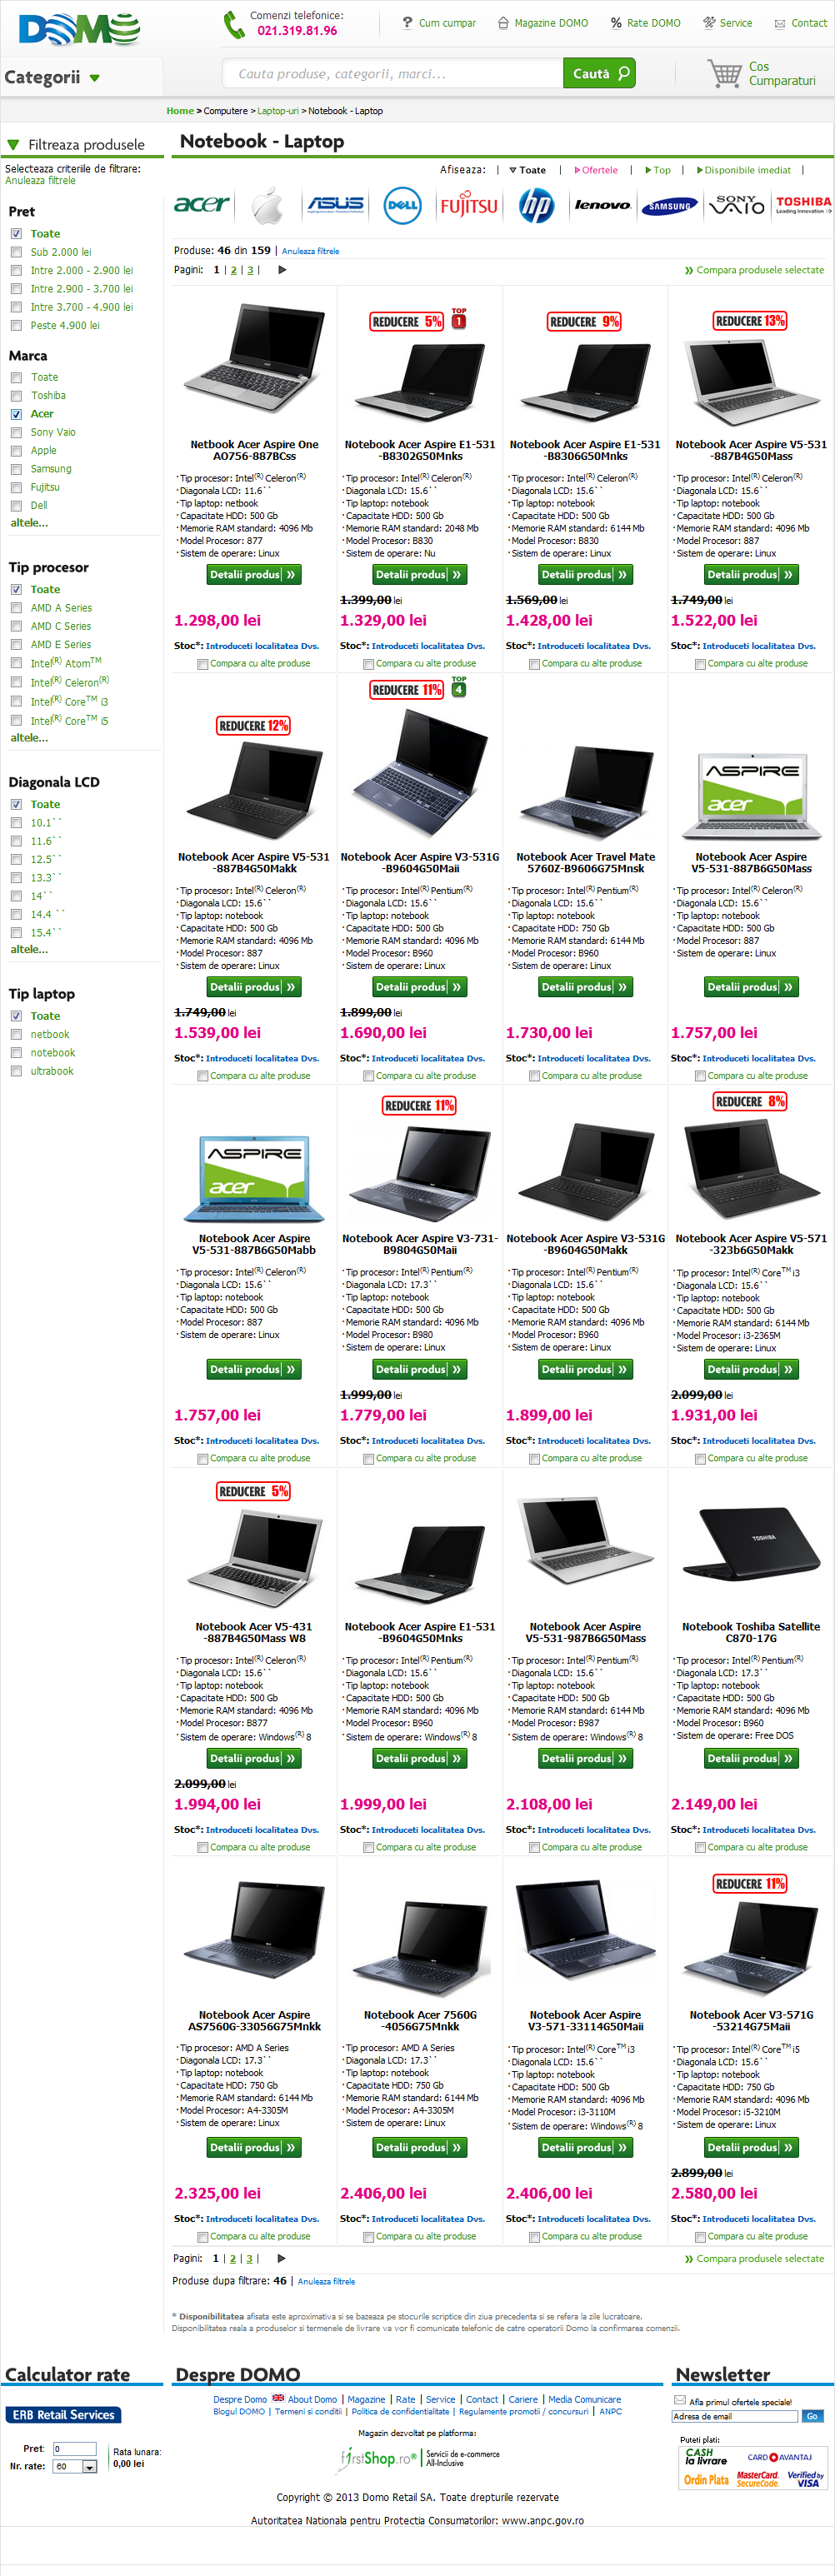 DOMO
Comenzi telefonice:
021.319.81.96
Cum cumpar
Magazine DOMO
Rate DOMO
Service
Contact
Categorii
Cauta produse, categorii, marci...
Caută
Cos
Cumparaturi
Home > Computere > Laptop-uri > Notebook - Laptop
Filtreaza produsele
Selecteaza criteriile de filtrare:
Anuleaza filtrele
Pret
Toate
Sub 2.000 lei
Intre 2.000 - 2.900 lei
Intre 2.900 - 3.700 lei
Intre 3.700 - 4.900 lei
Peste 4.900 lei
Marca
Toate
Toshiba
Acer
Sony Vaio
Apple
Samsung
Fujitsu
Dell
altele...
Tip procesor
Toate
AMD A Series
AMD C Series
AMD E Series
Intel(R) Atom™
Intel(R) Celeron(R)
Intel(R) Core™ i3
Intel(R) Core™ i5
altele...
Diagonala LCD
Toate
10.1``
11.6``
12.5``
13.3``
14``
14.4 ``
15.4``
altele...
Tip laptop
Toate
netbook
notebook
ultrabook
Notebook - Laptop
Afiseaza: | Toate | Ofertele | Top | Disponibile imediat |
acer ASUS DELL FUJITSU hp lenovo SAMSUNG SONY VAIO TOSHIBA
Leading Innovation >>>
Produse: 46 din 159 | Anuleaza filtrele
Pagini: 1 | 2 | 3 |
Compara produsele selectate
Netbook Acer Aspire One
AO756-887BCss
Tip procesor: Intel(R) Celeron(R)
Diagonala LCD: 11.6``
Tip laptop: netbook
Capacitate HDD: 500 Gb
Memorie RAM standard: 4096 Mb
Model Procesor: 877
Sistem de operare: Linux
Detalii produs
1.298,00 lei
Stoc*: Introduceti localitatea Dvs.
Compara cu alte produse
REDUCERE 5%
TOP 1
Notebook Acer Aspire E1-531
-B8302G50Mnks
Tip procesor: Intel(R) Celeron(R)
Diagonala LCD: 15.6``
Tip laptop: notebook
Capacitate HDD: 500 Gb
Memorie RAM standard: 2048 Mb
Model Procesor: B830
Sistem de operare: Nu
Detalii produs
1.399,00 lei
1.329,00 lei
Stoc*: Introduceti localitatea Dvs.
Compara cu alte produse
REDUCERE 9%
Notebook Acer Aspire E1-531
-B8306G50Mnks
Tip procesor: Intel(R) Celeron(R)
Diagonala LCD: 15.6``
Tip laptop: notebook
Capacitate HDD: 500 Gb
Memorie RAM standard: 6144 Mb
Model Procesor: B830
Sistem de operare: Linux
Detalii produs
1.569,00 lei
1.428,00 lei
Stoc*: Introduceti localitatea Dvs.
Compara cu alte produse
REDUCERE 13%
Notebook Acer Aspire V5-531
-887B4G50Mass
Tip procesor: Intel(R) Celeron(R)
Diagonala LCD: 15.6``
Tip laptop: notebook
Capacitate HDD: 500 Gb
Memorie RAM standard: 4096 Mb
Model Procesor: 887
Sistem de operare: Linux
Detalii produs
1.749,00 lei
1.522,00 lei
Stoc*: Introduceti localitatea Dvs.
Compara cu alte produse
REDUCERE 12%
Notebook Acer Aspire V5-531
-887B4G50Makk
Tip procesor: Intel(R) Celeron(R)
Diagonala LCD: 15.6``
Tip laptop: notebook
Capacitate HDD: 500 Gb
Memorie RAM standard: 4096 Mb
Model Procesor: 887
Sistem de operare: Linux
Detalii produs
1.749,00 lei
1.539,00 lei
Stoc*: Introduceti localitatea Dvs.
Compara cu alte produse
REDUCERE 11%
TOP 4
Notebook Acer Aspire V3-531G
-B9604G50Maii
Tip procesor: Intel(R) Pentium(R)
Diagonala LCD: 15.6``
Tip laptop: notebook
Capacitate HDD: 500 Gb
Memorie RAM standard: 4096 Mb
Model Procesor: B960
Sistem de operare: Linux
Detalii produs
1.899,00 lei
1.690,00 lei
Stoc*: Introduceti localitatea Dvs.
Compara cu alte produse
Notebook Acer Travel Mate
5760Z-B9606G75Mnsk
Tip procesor: Intel(R) Pentium(R)
Diagonala LCD: 15.6``
Tip laptop: notebook
Capacitate HDD: 750 Gb
Memorie RAM standard: 6144 Mb
Model Procesor: B960
Sistem de operare: Linux
Detalii produs
1.730,00 lei
Stoc*: Introduceti localitatea Dvs.
Compara cu alte produse
ASPIRE
acer
Notebook Acer Aspire
V5-531-887B6G50Mass
Tip procesor: Intel(R) Celeron(R)
Diagonala LCD: 15.6``
Tip laptop: notebook
Capacitate HDD: 500 Gb
Model Procesor: 887
Sistem de operare: Linux
Detalii produs
1.757,00 lei
Stoc*: Introduceti localitatea Dvs.
Compara cu alte produse
ASPIRE
acer
Notebook Acer Aspire
V5-531-887B6G50Mabb
Tip procesor: Intel(R) Celeron(R)
Diagonala LCD: 15.6``
Tip laptop: notebook
Capacitate HDD: 500 Gb
Model Procesor: 887
Sistem de operare: Linux
Detalii produs
1.757,00 lei
Stoc*: Introduceti localitatea Dvs.
Compara cu alte produse
REDUCERE 11%
Notebook Acer Aspire V3-731-
B9804G50Maii
Tip procesor: Intel(R) Pentium(R)
Diagonala LCD: 17.3``
Tip laptop: notebook
Capacitate HDD: 500 Gb
Memorie RAM standard: 4096 Mb
Model Procesor: B980
Sistem de operare: Linux
Detalii produs
1.999,00 lei
1.779,00 lei
Stoc*: Introduceti localitatea Dvs.
Compara cu alte produse
Notebook Acer Aspire V3-531G
-B9604G50Makk
Tip procesor: Intel(R) Pentium(R)
Diagonala LCD: 15.6``
Tip laptop: notebook
Capacitate HDD: 500 Gb
Memorie RAM standard: 4096 Mb
Model Procesor: B960
Sistem de operare: Linux
Detalii produs
1.899,00 lei
Stoc*: Introduceti localitatea Dvs.
Compara cu alte produse
REDUCERE 8%
Notebook Acer Aspire V5-571
-323b6G50Makk
Tip procesor: Intel(R) Core™ i3
Diagonala LCD: 15.6``
Tip laptop: notebook
Capacitate HDD: 500 Gb
Memorie RAM standard: 6144 Mb
Model Procesor: i3-2365M
Sistem de operare: Linux
Detalii produs
2.099,00 lei
1.931,00 lei
Stoc*: Introduceti localitatea Dvs.
Compara cu alte produse
REDUCERE 5%
Notebook Acer V5-431
-887B4G50Mass W8
Tip procesor: Intel(R) Celeron(R)
Diagonala LCD: 15.6``
Tip laptop: notebook
Capacitate HDD: 500 Gb
Memorie RAM standard: 4096 Mb
Model Procesor: B877
Sistem de operare: Windows(R) 8
Detalii produs
2.099,00 lei
1.994,00 lei
Stoc*: Introduceti localitatea Dvs.
Compara cu alte produse
Notebook Acer Aspire E1-531
-B9604G50Mnks
Tip procesor: Intel(R) Pentium(R)
Diagonala LCD: 15.6``
Tip laptop: notebook
Capacitate HDD: 500 Gb
Memorie RAM standard: 4096 Mb
Model Procesor: B960
Sistem de operare: Windows(R) 8
Detalii produs
1.999,00 lei
Stoc*: Introduceti localitatea Dvs.
Compara cu alte produse
Notebook Acer Aspire
V5-531-987B6G50Mass
Tip procesor: Intel(R) Pentium(R)
Diagonala LCD: 15.6``
Tip laptop: notebook
Capacitate HDD: 500 Gb
Memorie RAM standard: 6144 Mb
Model Procesor: B987
Sistem de operare: Windows(R) 8
Detalii produs
2.108,00 lei
Stoc*: Introduceti localitatea Dvs.
Compara cu alte produse
TOSHIBA
Notebook Toshiba Satellite
C870-17G
Tip procesor: Intel(R) Pentium(R)
Diagonala LCD: 17.3``
Tip laptop: notebook
Capacitate HDD: 500 Gb
Memorie RAM standard: 4096 Mb
Model Procesor: B960
Sistem de operare: Free DOS
Detalii produs
2.149,00 lei
Stoc*: Introduceti localitatea Dvs.
Compara cu alte produse
Notebook Acer Aspire
AS7560G-33056G75Mnkk
Tip procesor: AMD A Series
Diagonala LCD: 17.3``
Tip laptop: notebook
Capacitate HDD: 750 Gb
Memorie RAM standard: 6144 Mb
Model Procesor: A4-3305M
Sistem de operare: Linux
Detalii produs
2.325,00 lei
Stoc*: Introduceti localitatea Dvs.
Compara cu alte produse
Notebook Acer 7560G
-4056G75Mnkk
Tip procesor: AMD A Series
Diagonala LCD: 17.3``
Tip laptop: notebook
Capacitate HDD: 750 Gb
Memorie RAM standard: 6144 Mb
Model Procesor: A4-3305M
Sistem de operare: Linux
Detalii produs
2.406,00 lei
Stoc*: Introduceti localitatea Dvs.
Compara cu alte produse
Notebook Acer Aspire
V3-571-33114G50Maii
Tip procesor: Intel(R) Core™ i3
Diagonala LCD: 15.6``
Tip laptop: notebook
Capacitate HDD: 500 Gb
Memorie RAM standard: 4096 Mb
Model Procesor: i3-3110M
Sistem de operare: Windows(R) 8
Detalii produs
2.406,00 lei
Stoc*: Introduceti localitatea Dvs.
Compara cu alte produse
REDUCERE 11%
Notebook Acer V3-571G
-53214G75Maii
Tip procesor: Intel(R) Core™ i5
Diagonala LCD: 15.6``
Tip laptop: notebook
Capacitate HDD: 750 Gb
Memorie RAM standard: 4096 Mb
Model Procesor: i5-3210M
Sistem de operare: Linux
Detalii produs
2.899,00 lei
2.580,00 lei
Stoc*: Introduceti localitatea Dvs.
Compara cu alte produse
Pagini: 1 | 2 | 3 |
Compara produsele selectate
Produse dupa filtrare: 46 | Anuleaza filtrele
* Disponibilitatea afisata este aproximativa si se bazeaza pe stocurile scriptice din ziua precedenta si se refera la zile lucratoare.
Disponibilitatea reala a produselor si termenele de livrare va vor fi comunicate telefonic de catre operatorii Domo la confirmarea comenzii.
Calculator rate
ERB Retail Services
Pret: 0
Nr. rate: 60
Rata lunara:
0,00 lei
Despre DOMO
Despre Domo About Domo | Magazine | Rate | Service | Contact | Cariere | Media Comunicare
Blogul DOMO | Termeni si conditii | Politica de confidentialitate | Regulamente promotii / concursuri | ANPC
Magazin dezvoltat pe platforma:
firstShop.ro® Servicii de e-commerce
All-Inclusive
Copyright © 2013 Domo Retail SA. Toate drepturile rezervate
Autoritatea Nationala pentru Protectia Consumatorilor: www.anpc.gov.ro
Newsletter
Afla primul ofertele speciale!
Adresa de email
Go
Puteti plati:
CASH la livrare
CARD AVANTAJ
Ordin Plata
MasterCard. SecureCode.
Verified by VISA